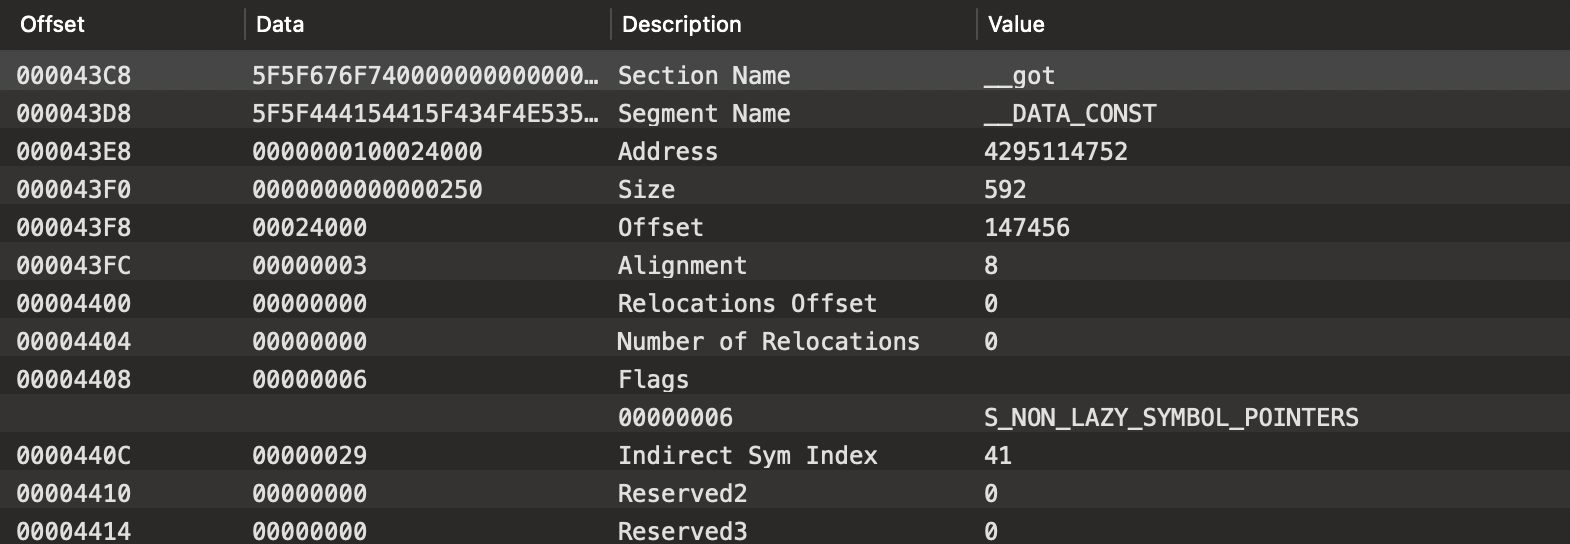 Offset Data Description Value
000043C8 5F5F676F740000000000000... Section Name __got
000043D8 5F5F444154415F434F4E535... Segment Name __DATA_CONST
000043E8 0000000100024000 Address 4295114752
000043F0 0000000000000250 Size 592
000043F8 00024000 Offset 147456
000043FC 00000003 Alignment 8
00004400 00000000 Relocations Offset 0
00004404 00000000 Number of Relocations 0
00004408 00000006 Flags
00000006 S_NON_LAZY_SYMBOL_POINTERS
0000440C 00000029 Indirect Sym Index 41
00004410 00000000 Reserved2 0
00004414 00000000 Reserved3 0